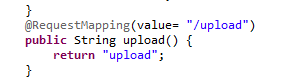 }
@RequestMapping(value= "/upload")
public String upload() {
return "upload";
}